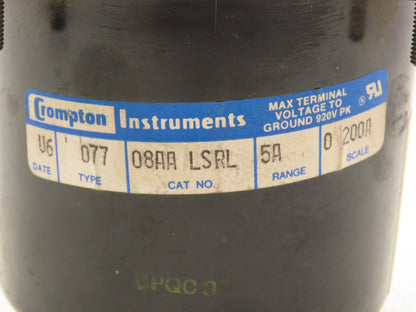 Crompton Instruments
MAX TERMINAL
VOLTAGE TO
GROUND 920V PK
U6 077 08AA LSRL 5A 0 200A
DATE TYPE CAT NO. RANGE SCALE